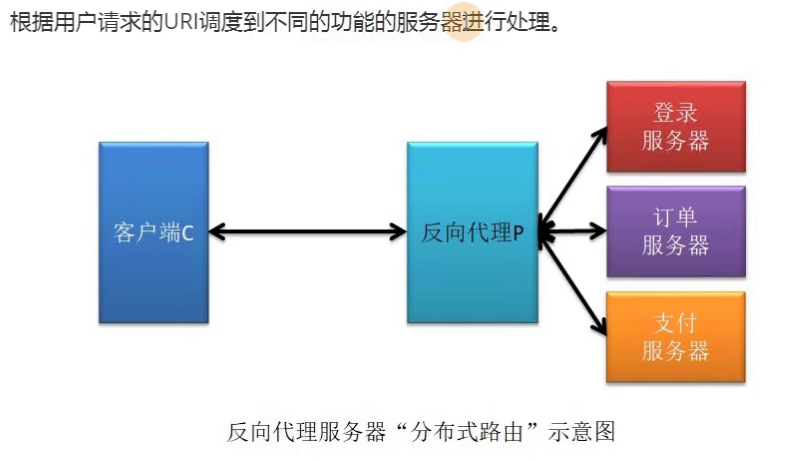 根据用户请求的URI调度到不同的功能的服务器进行处理。
登录
服务器
客户端C
反向代理P
订单
服务器
支付
服务器
反向代理服务器“分布式路由”示意图